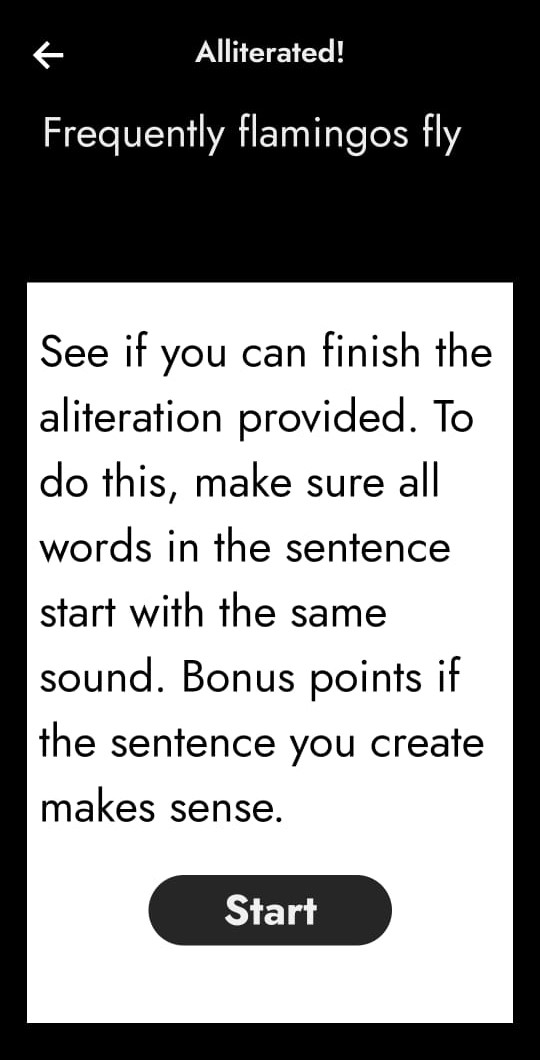 Alliterated!
Frequently flamingos fly
See if you can finish the
aliteration provided. To
do this, make sure all
words in the sentence
start with the same
sound. Bonus points if
the sentence you create
makes sense.
Start